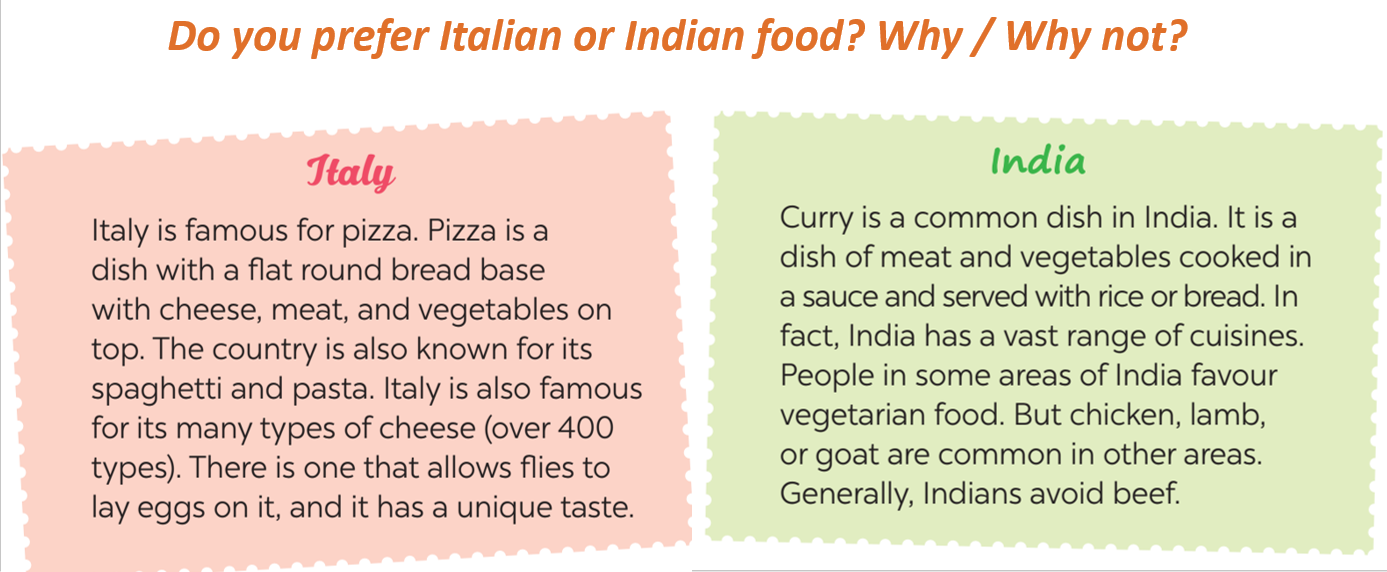 Do you prefer Italian or Indian food? Why / Why not?
Italy
Italy is famous for pizza. Pizza is a
dish with a flat round bread base
with cheese, meat, and vegetables on
top. The country is also known for its
spaghetti and pasta. Italy is also famous
for its many types of cheese (over 400
types). There is one that allows flies to
lay eggs on it, and it has a unique taste.
India
Curry is a common dish in India. It is a
dish of meat and vegetables cooked in
a sauce and served with rice or bread. In
fact, India has a vast range of cuisines.
People in some areas of India favour
vegetarian food. But chicken, lamb,
or goat are common in other areas.
Generally, Indians avoid beef.